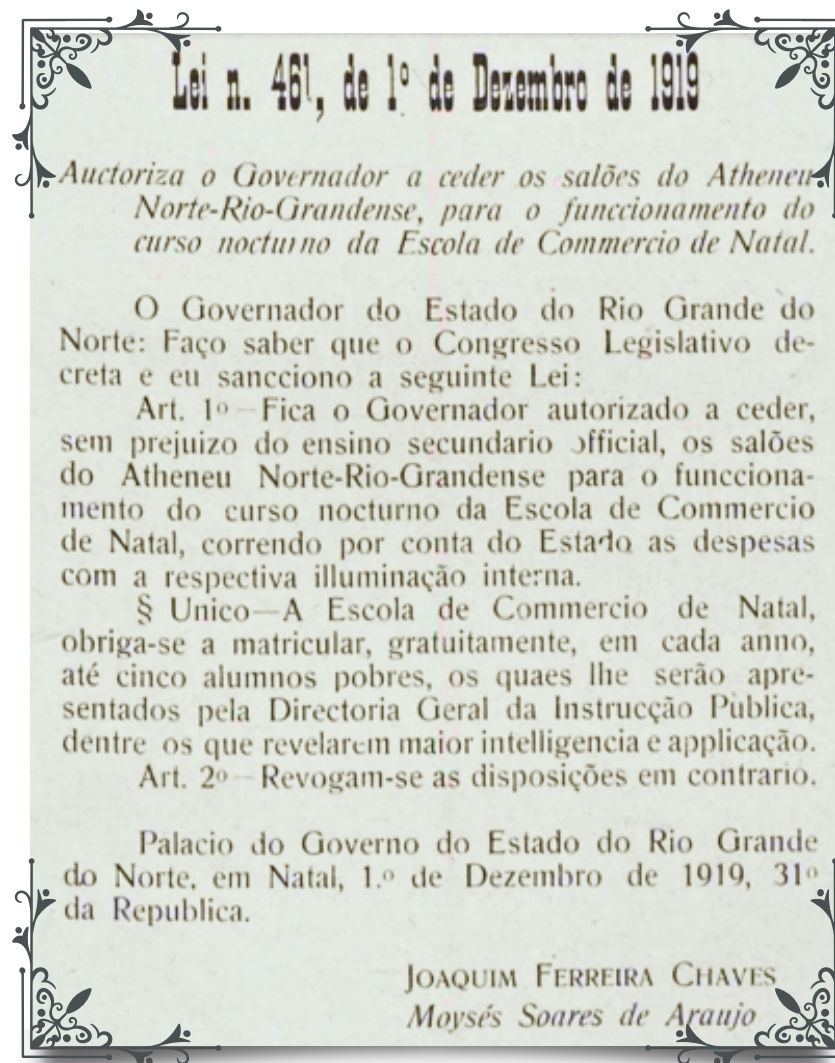 Lei n. 461, de 1º de Dezembro de 1919
Auctoriza o Governador a ceder os salões do Atheneu
Norte-Rio-Grandense, para o funccionamento do
curso nocturno da Escola de Commercio de Natal.
O Governador do Estado do Rio Grande do
Norte: Faço saber que o Congresso Legislativo de-
creta e eu sancciono a seguinte Lei:
Art. 1º — Fica o Governador autorizado a ceder,
sem prejuizo do ensino secundario official, os salões
do Atheneu Norte-Rio-Grandense para o funcciona-
mento do curso nocturno da Escola de Commercio
de Natal, correndo por conta do Estado as despesas
com a respectiva illuminação interna.
§ Unico—A Escola de Commercio de Natal,
obriga-se a matricular, gratuitamente, em cada anno,
até cinco alumnos pobres, os quaes lhe serão apre-
sentados pela Directoria Geral da Instrucção Publica,
dentre os que revelarem maior intelligencia e applicação.
Art. 2º — Revogam-se as disposições em contrario.
Palacio do Governo do Estado do Rio Grande
do Norte, em Natal, 1.º de Dezembro de 1919, 31º
da Republica.
JOAQUIM FERREIRA CHAVES
Moysés Soares de Araujo